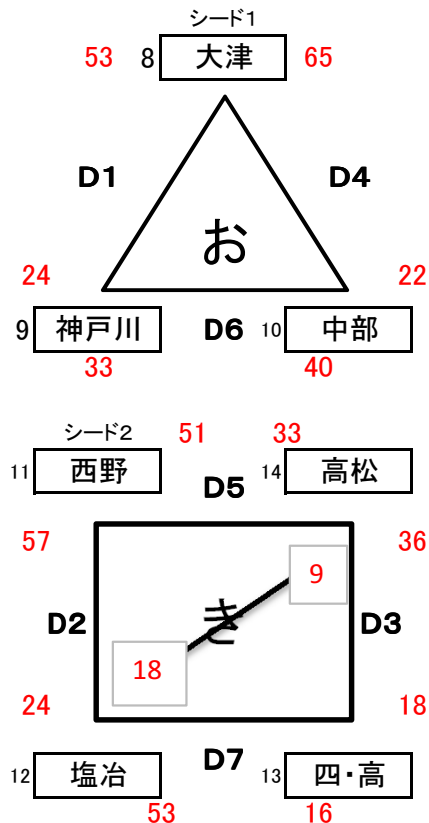 シード1
53 8 大津 65
D1 D4
お
24 22
9 神戸川 D6 10 中部
33 40
シード2 51 33
11 西野 D5 14 高松
57 36
9
D2 き D3
18
24 18
D7
12 塩冶 13 四・高
53 16